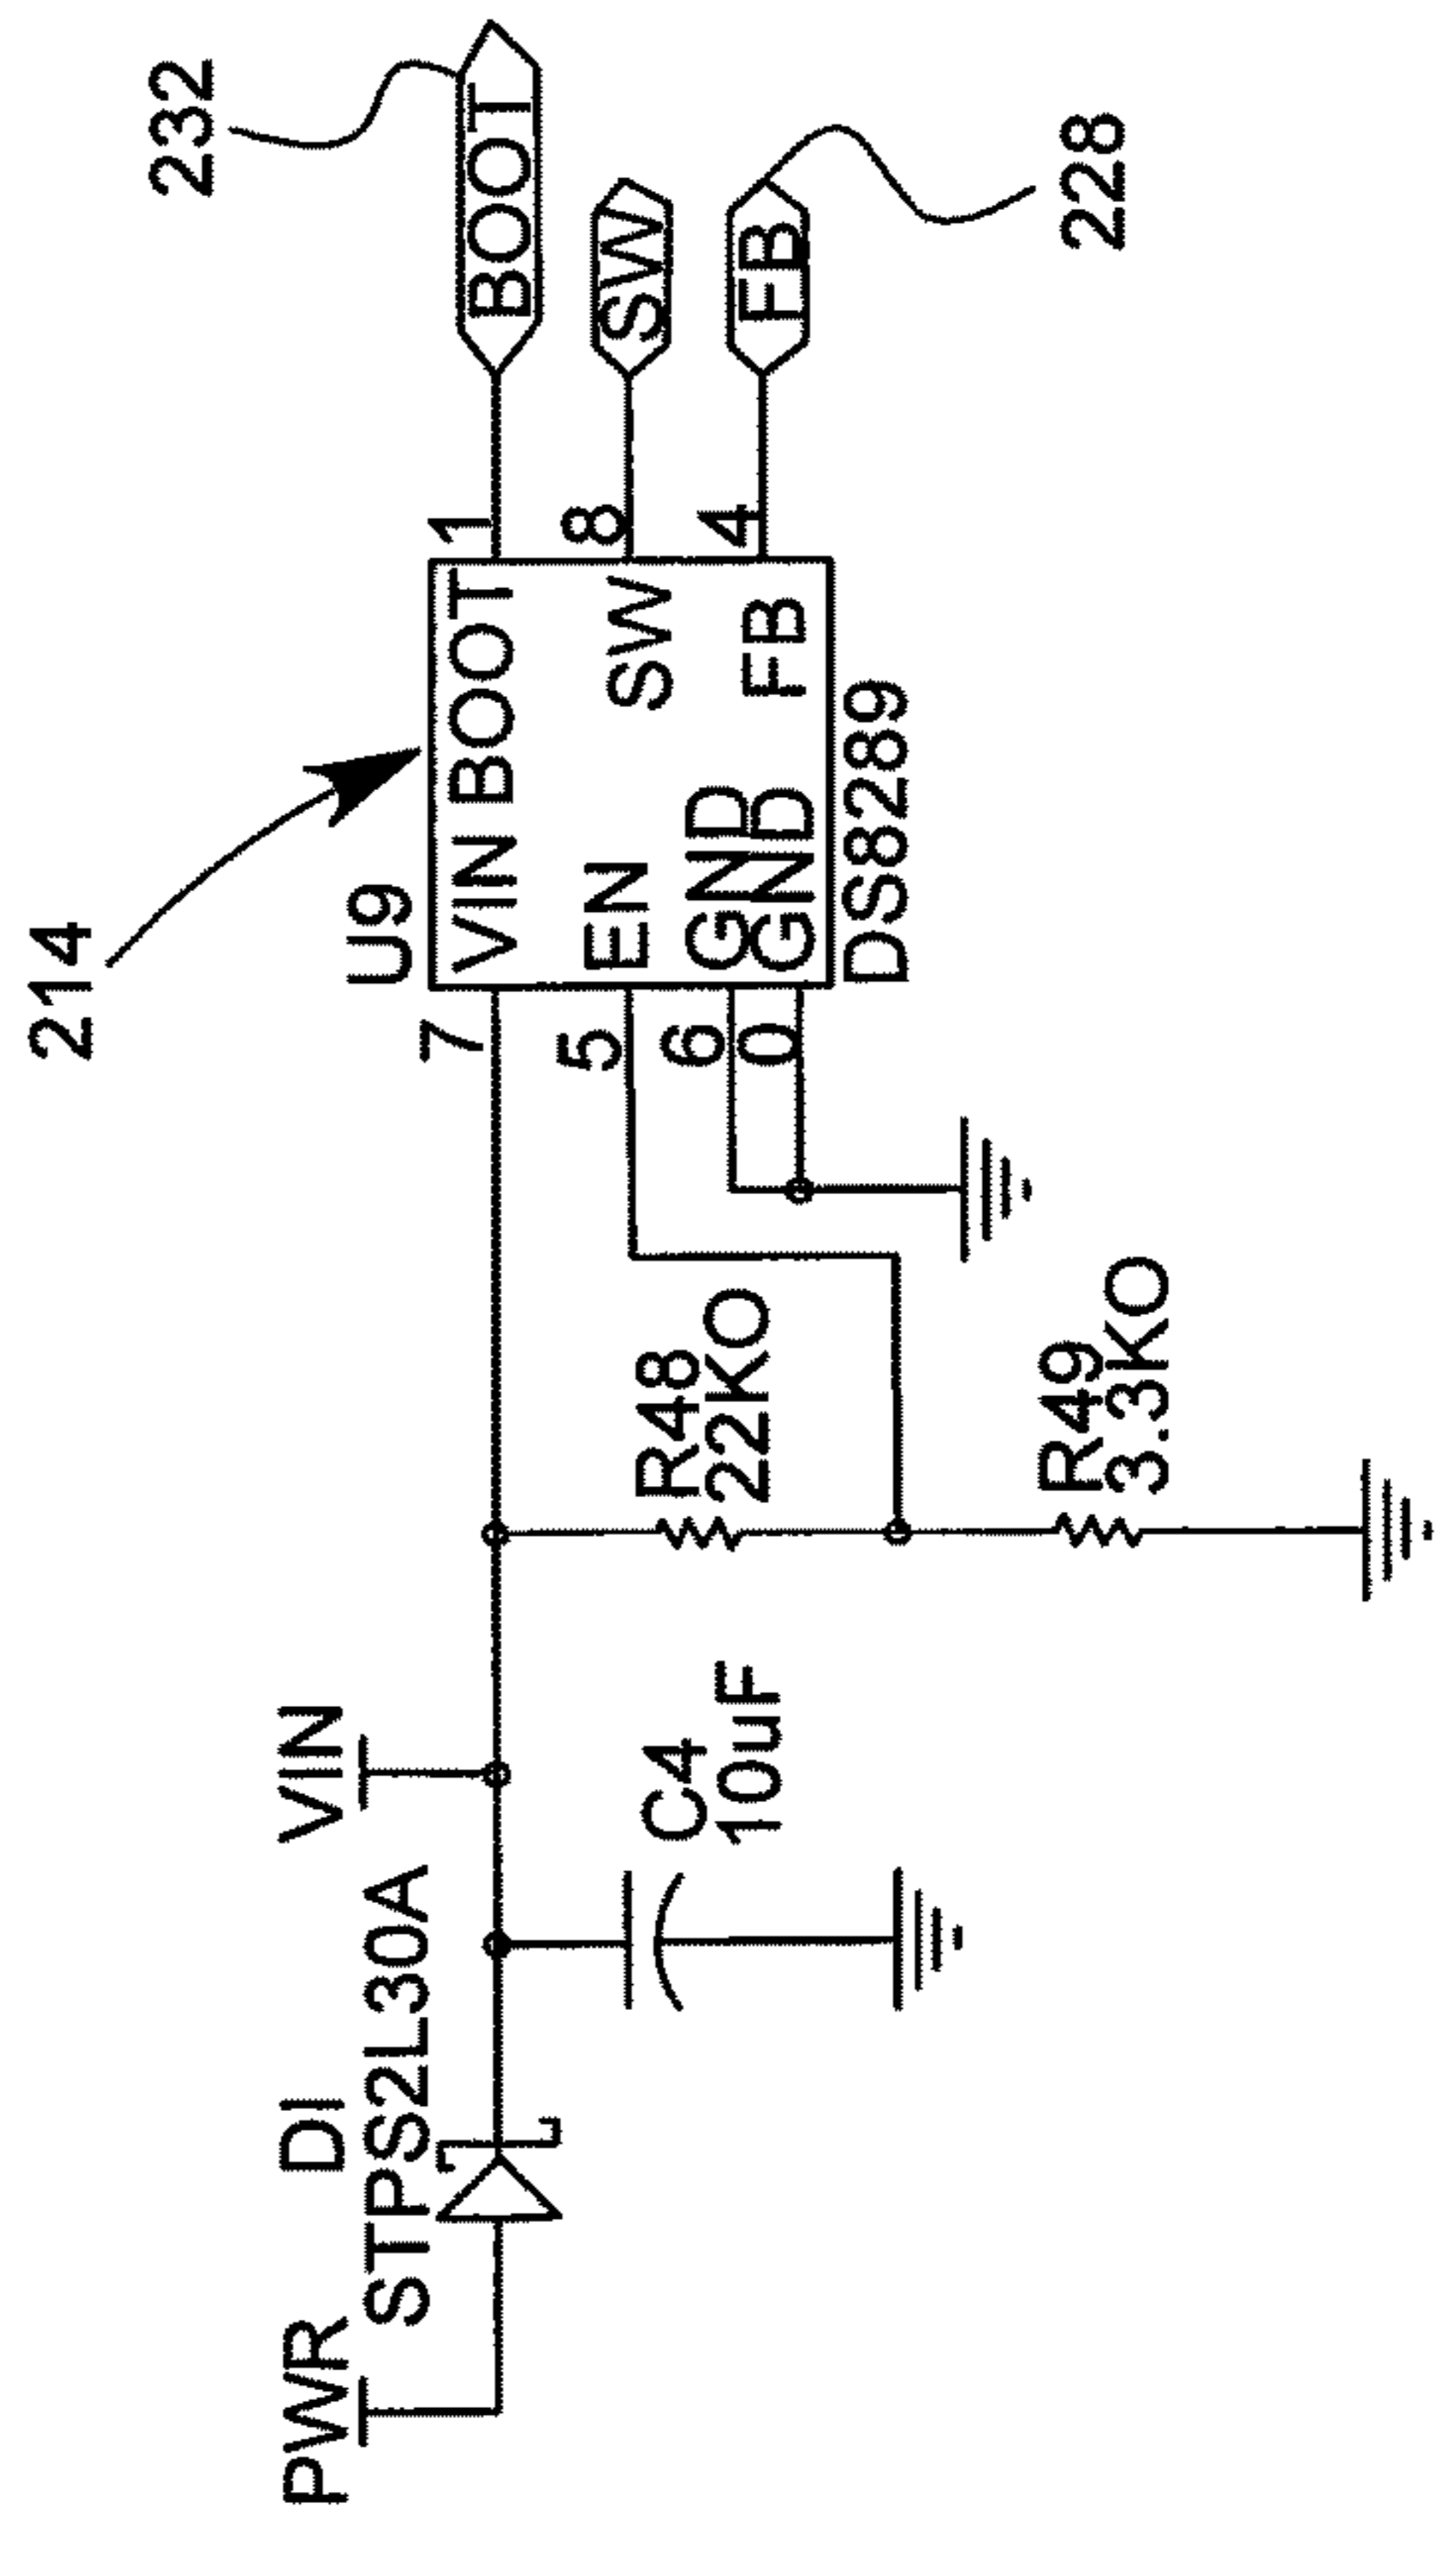 232
BOOT
SW
FB
228
214
U9
1
8
4
7
5
6
0
VIN BOOT
EN SW
GND
GND FB
DS8289
PWR
DI
STPS2L30A
VIN
C4
10uF
R48
22KO
R49
3.3KO